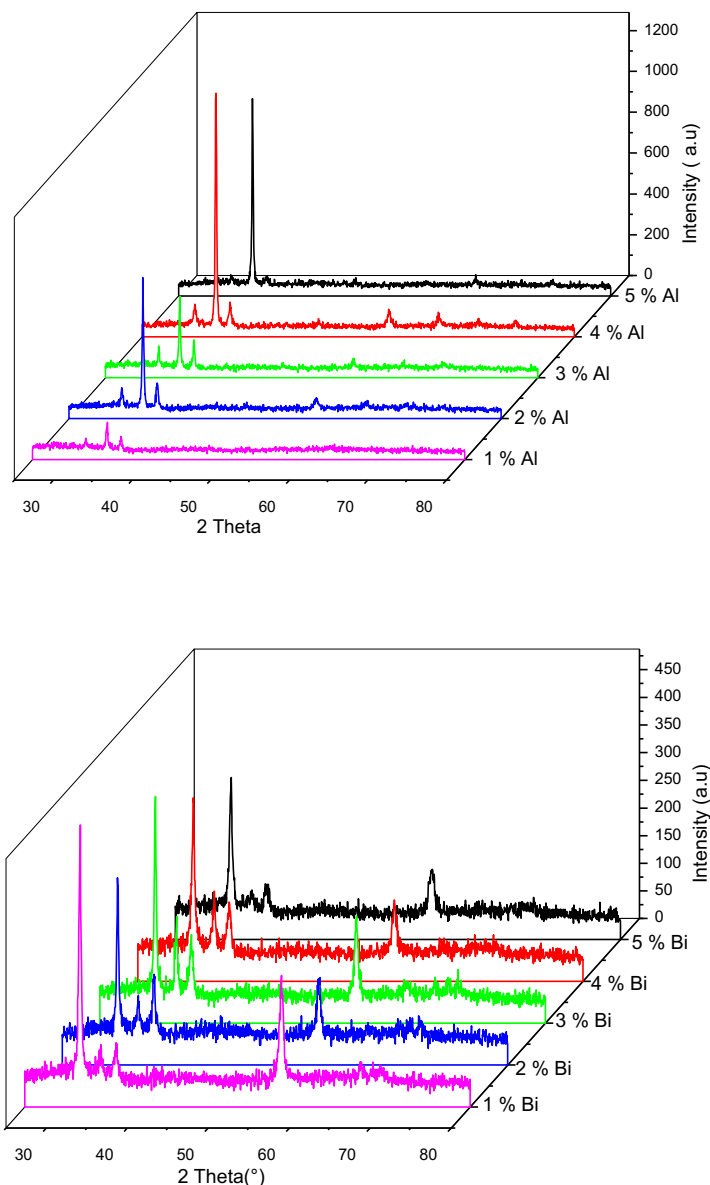 1200
1000
800
600
400
200
0
Intensity ( a.u)
5 % Al
4 % Al
3 % Al
2 % Al
1 % Al
30 40 50 60 70 80
2 Theta
450
400
350
300
250
200
150
100
50
0
Intensity (a.u)
5 % Bi
4 % Bi
3 % Bi
2 % Bi
1 % Bi
30 40 50 60 70 80
2 Theta(°)